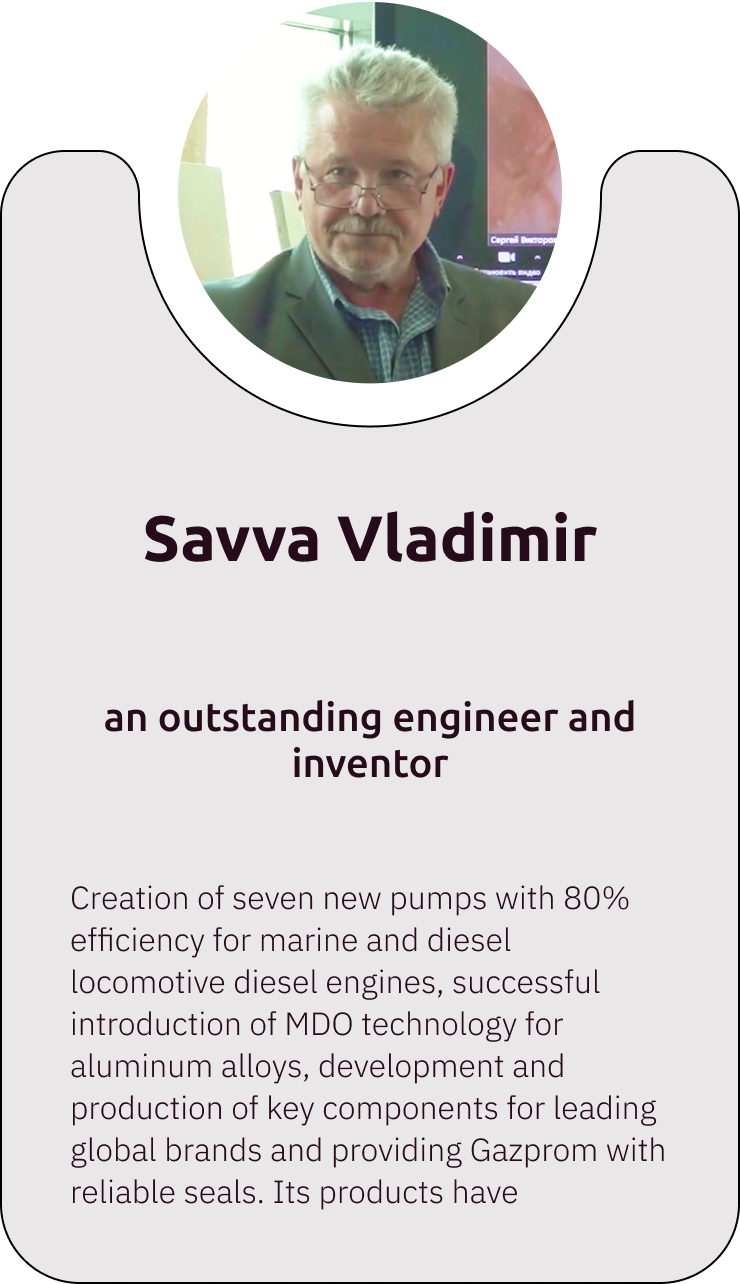 Сергей Викторов
становить видео
Savva Vladimir
an outstanding engineer and
inventor
Creation of seven new pumps with 80%
efficiency for marine and diesel
locomotive diesel engines, successful
introduction of MDO technology for
aluminum alloys, development and
production of key components for leading
global brands and providing Gazprom with
reliable seals. Its products have